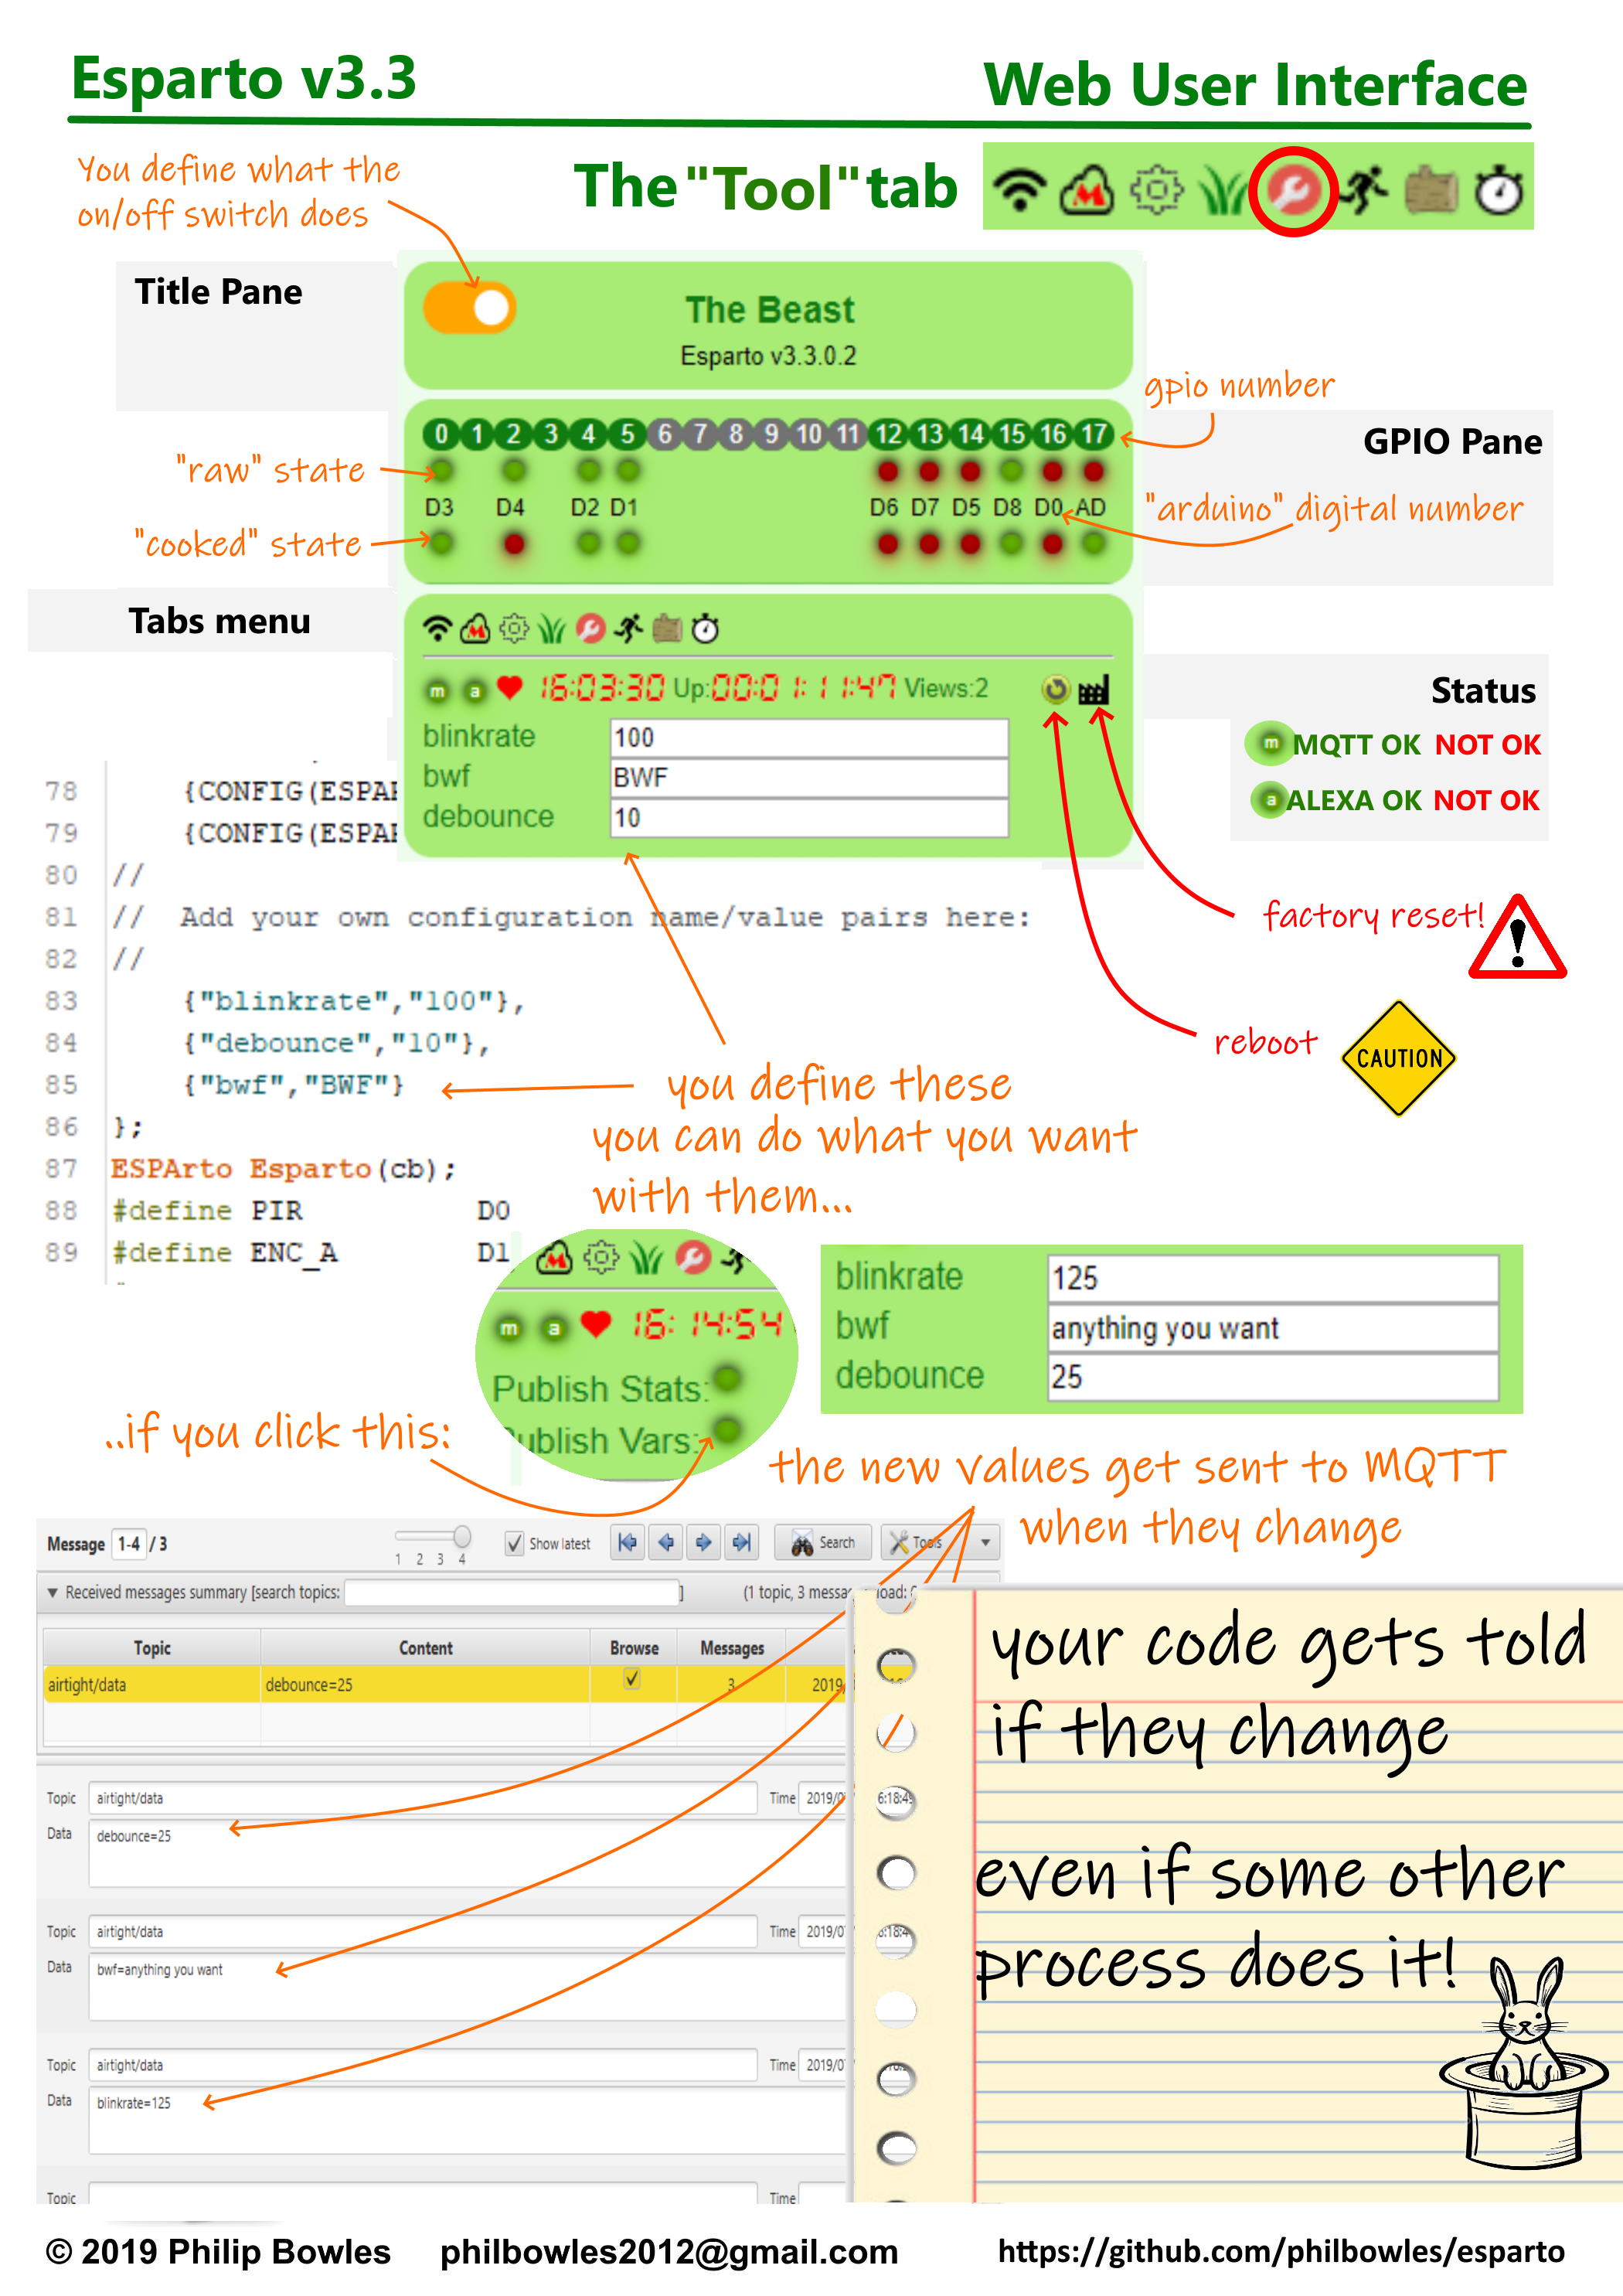 Esparto v3.3
Web User Interface
You define what the
on/off switch does
The "Tool" tab
Title Pane
The Beast
Esparto v3.3.0.2
gpio number
0 1 2 3 4 5 6 7 8 9 10 11 12 13 14 15 16 17
GPIO Pane
"raw" state
D3 D4 D2 D1 D6 D7 D5 D8 D0 AD
"arduino" digital number
"cooked" state
Tabs menu
m a 16:03:30 Up:00:01:11:47 Views:2
Status
blinkrate 100
m MQTT OK NOT OK
bwf BWF
a ALEXA OK NOT OK
debounce 10
78 {CONFIG(ESPA
79 {CONFIG(ESPA
80 //
81 // Add your own configuration name/value pairs here:
82 //
83 {"blinkrate","100"},
84 {"debounce","10"},
85 {"bwf","BWF"}
86 };
87 ESPArto Esparto(cb);
88 #define PIR D0
89 #define ENC_A D1
factory reset!
reboot
CAUTION
you define these
you can do what you want
with them...
m a 16:14:54
Publish Stats:
ublish Vars:
blinkrate 125
bwf anything you want
debounce 25
..if you click this:
the new values get sent to MQTT
when they change
Message 1-4 / 3
1 2 3 4
Show latest
Search
Tools
Received messages summary [search topics: ]
(1 topic, 3 messa load:
Topic Content Browse Messages
airtight/data debounce=25 3 2019/
Topic airtight/data Time 2019/0 6:18:49
Data debounce=25
Topic airtight/data Time 2019/0 :18:4
Data bwf=anything you want
Topic airtight/data Time 2019/0
Data blinkrate=125
Topic Time
your code gets told
if they change
even if some other
process does it!
© 2019 Philip Bowles philbowles2012@gmail.com https://github.com/philbowles/esparto